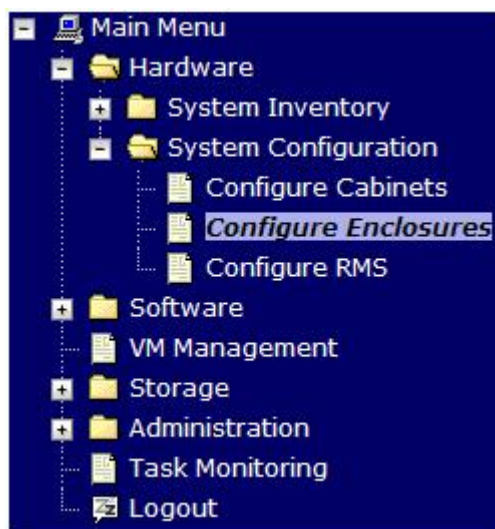 Main Menu
Hardware
System Inventory
System Configuration
Configure Cabinets
Configure Enclosures
Configure RMS
Software
VM Management
Storage
Administration
Task Monitoring
Logout